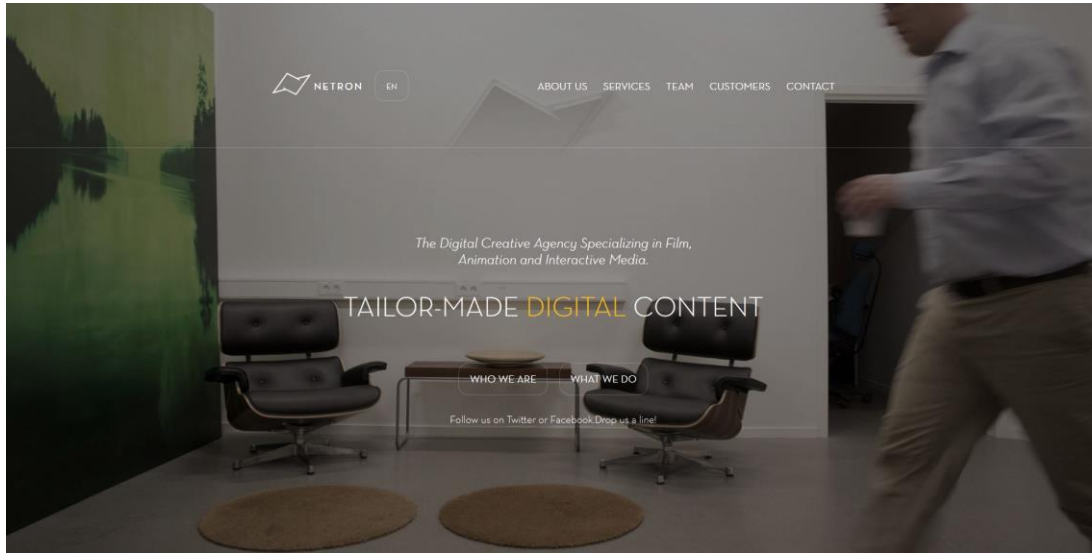 NETRON
EN
ABOUT US SERVICES TEAM CUSTOMERS CONTACT
The Digital Creative Agency Specializing in Film,
Animation and Interactive Media.
TAILOR-MADE DIGITAL CONTENT
WHO WE ARE WHAT WE DO
Follow us on Twitter or Facebook.Drop us a line!